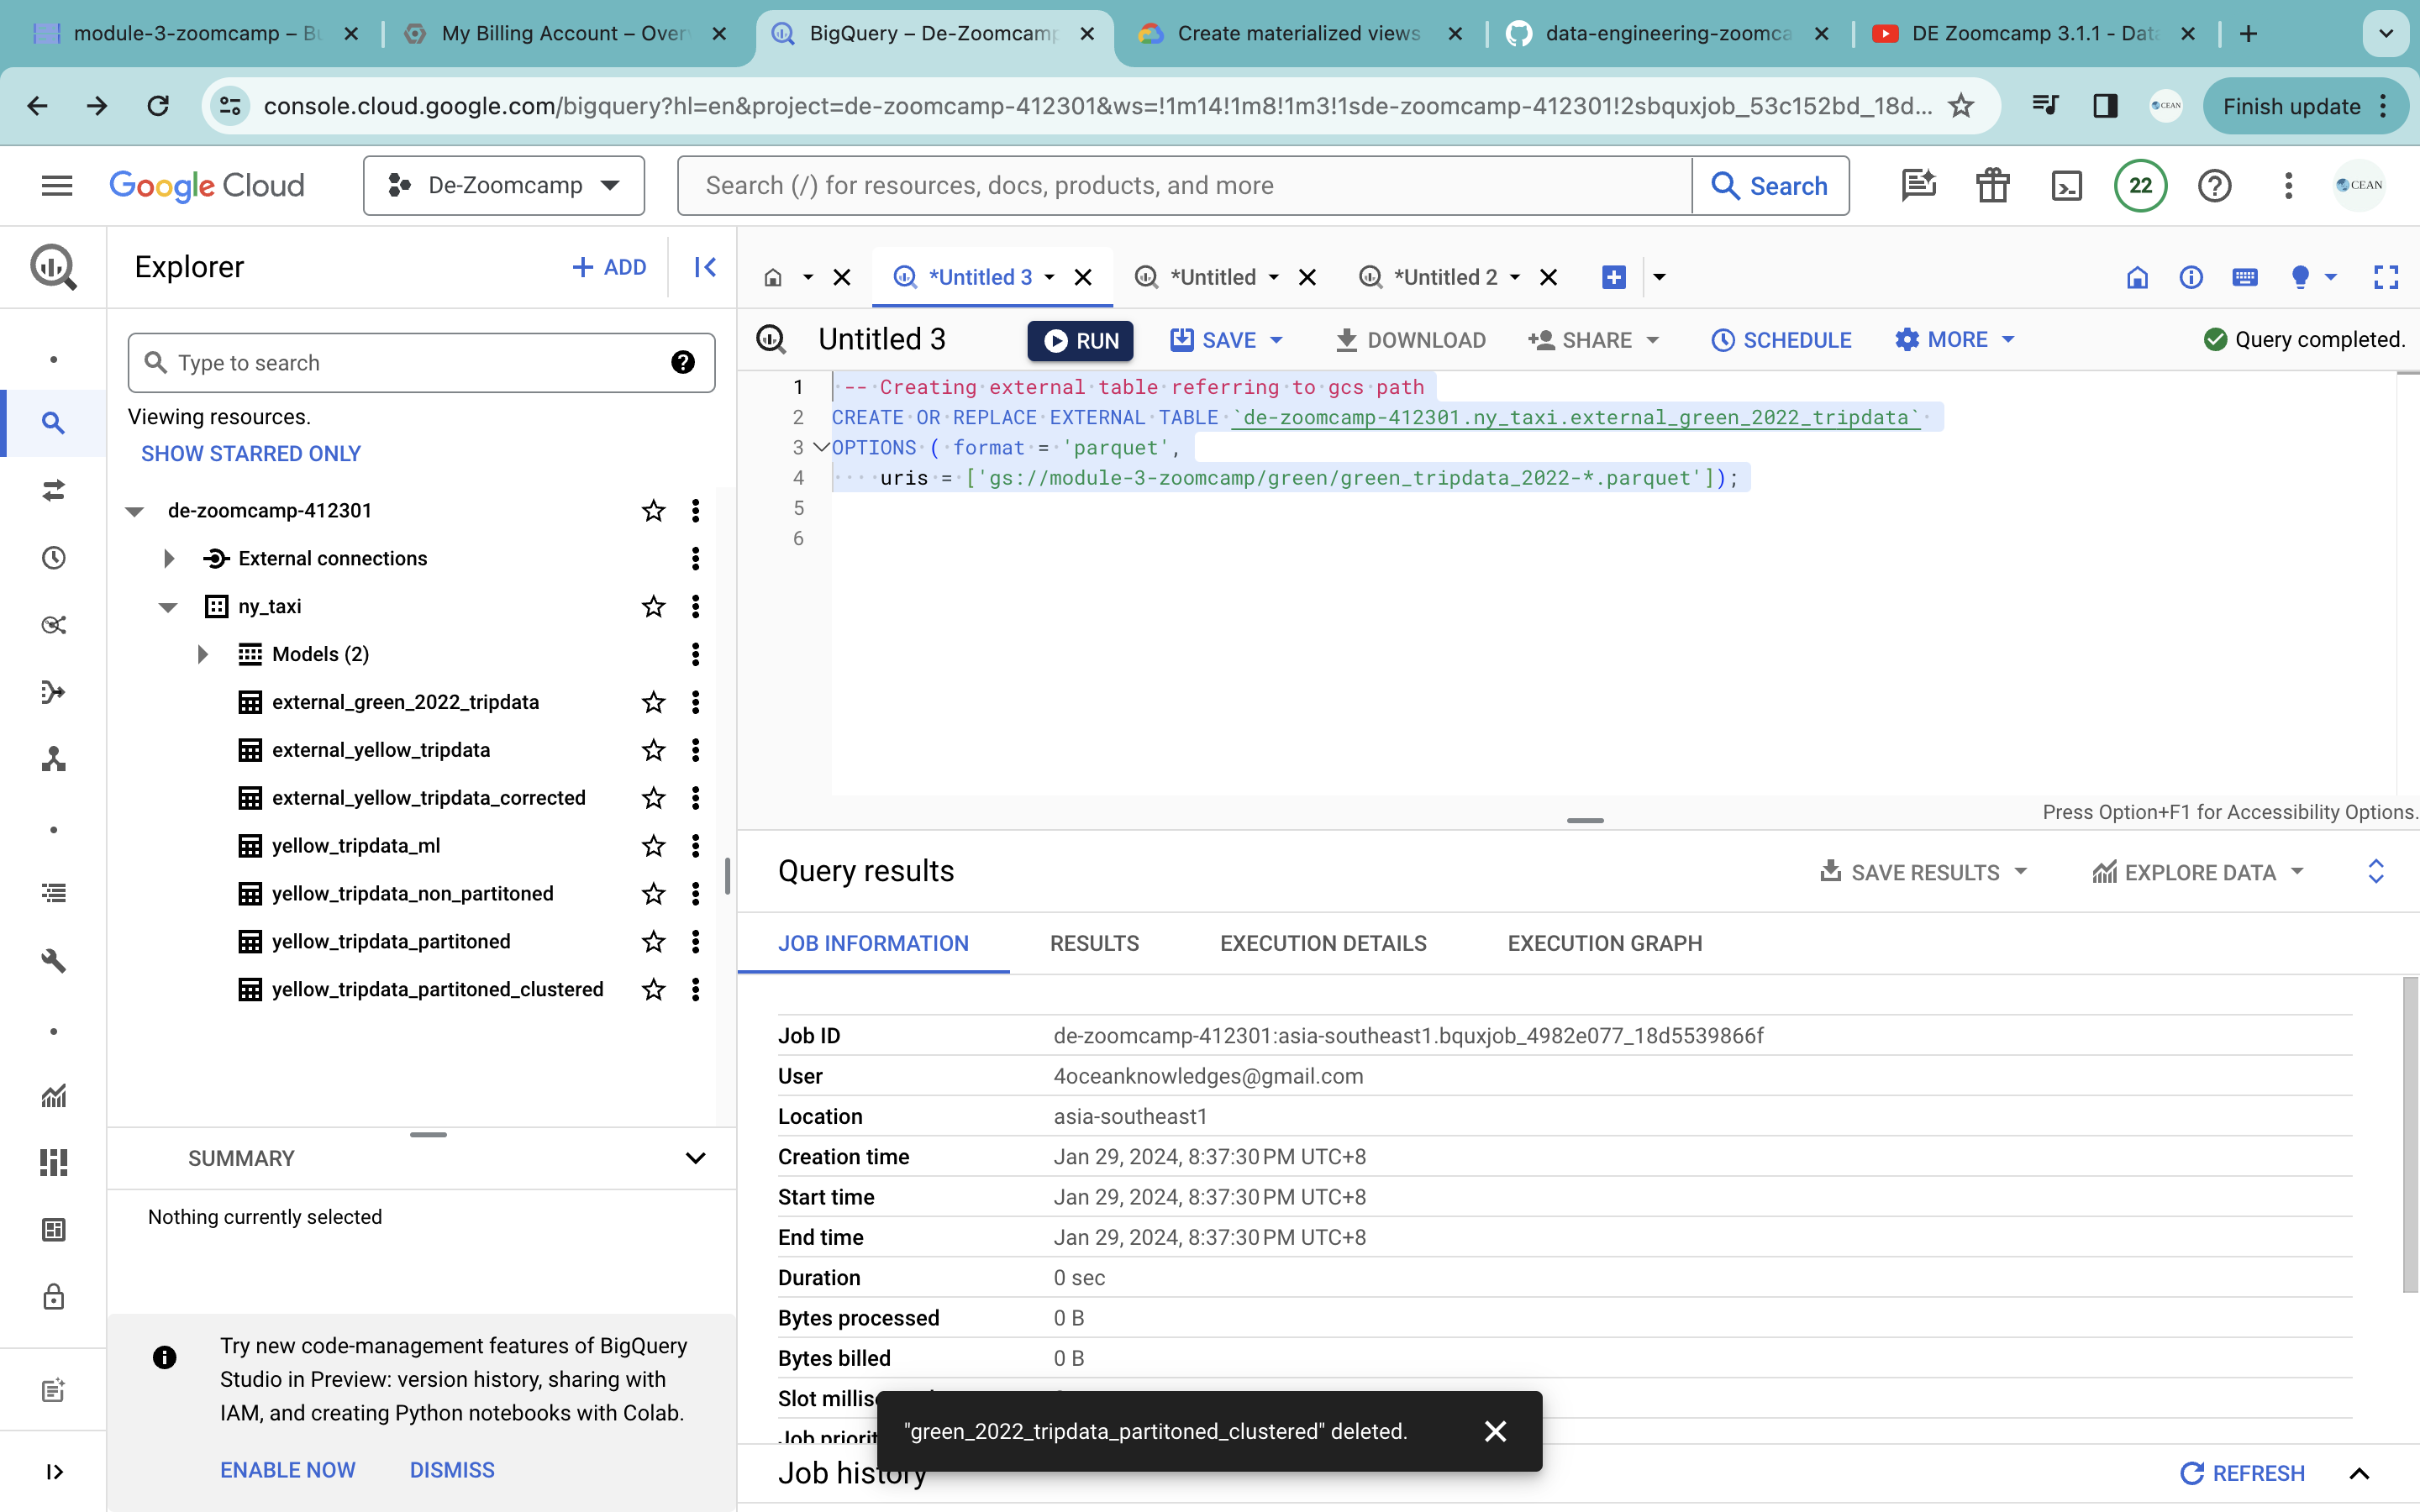 module-3-zoomcamp – Bu
My Billing Account – Over
BigQuery – De-Zoomcamp
Create materialized views
data-engineering-zoomca
DE Zoomcamp 3.1.1 - Data
console.cloud.google.com/bigquery?hl=en&project=de-zoomcamp-412301&ws=!1m14!1m8!1m3!1sde-zoomcamp-412301!2sbquxjob_53c152bd_18d...
CEAN
Finish update
Google Cloud
De-Zoomcamp
Search (/) for resources, docs, products, and more
Search
22
CEAN
Explorer
+ ADD
*Untitled 3
*Untitled
*Untitled 2
Type to search
Viewing resources.
SHOW STARRED ONLY
de-zoomcamp-412301
External connections
ny_taxi
Models (2)
external_green_2022_tripdata
external_yellow_tripdata
external_yellow_tripdata_corrected
yellow_tripdata_ml
yellow_tripdata_non_partitoned
yellow_tripdata_partitoned
yellow_tripdata_partitoned_clustered
SUMMARY
Nothing currently selected
Try new code-management features of BigQuery
Studio in Preview: version history, sharing with
IAM, and creating Python notebooks with Colab.
ENABLE NOW
DISMISS
Untitled 3
RUN
SAVE
DOWNLOAD
SHARE
SCHEDULE
MORE
Query completed.
1 -- Creating external table referring to gcs path
2 CREATE OR REPLACE EXTERNAL TABLE `de-zoomcamp-412301.ny_taxi.external_green_2022_tripdata`
3 OPTIONS ( format = 'parquet',
4 uris = ['gs://module-3-zoomcamp/green/green_tripdata_2022-*.parquet']);
5
6
Press Option+F1 for Accessibility Options.
Query results
SAVE RESULTS
EXPLORE DATA
JOB INFORMATION
RESULTS
EXECUTION DETAILS
EXECUTION GRAPH
Job ID de-zoomcamp-412301:asia-southeast1.bquxjob_4982e077_18d5539866f
User 4oceanknowledges@gmail.com
Location asia-southeast1
Creation time Jan 29, 2024, 8:37:30 PM UTC+8
Start time Jan 29, 2024, 8:37:30 PM UTC+8
End time Jan 29, 2024, 8:37:30 PM UTC+8
Duration 0 sec
Bytes processed 0 B
Bytes billed 0 B
Slot
"green_2022_tripdata_partitoned_clustered" deleted.
Job history
REFRESH